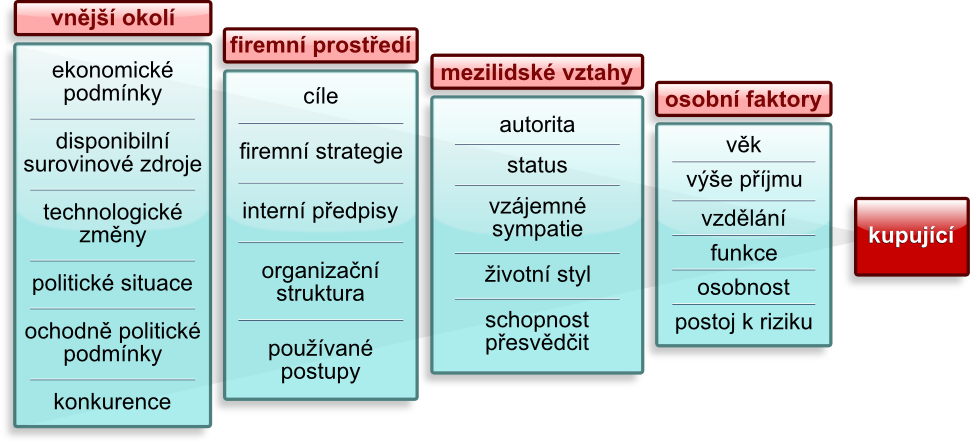 vnější okolí
ekonomické
podmínky
disponibilní
surovinové zdroje
technologické
změny
politické situace
ochodně politické
podmínky
konkurence
firemní prostředí
cíle
firemní strategie
interní předpisy
organizační
struktura
používané
postupy
mezilidské vztahy
autorita
status
vzájemné
sympatie
životní styl
schopnost
přesvědčit
osobní faktory
věk
výše příjmu
vzdělání
funkce
osobnost
postoj k riziku
kupující